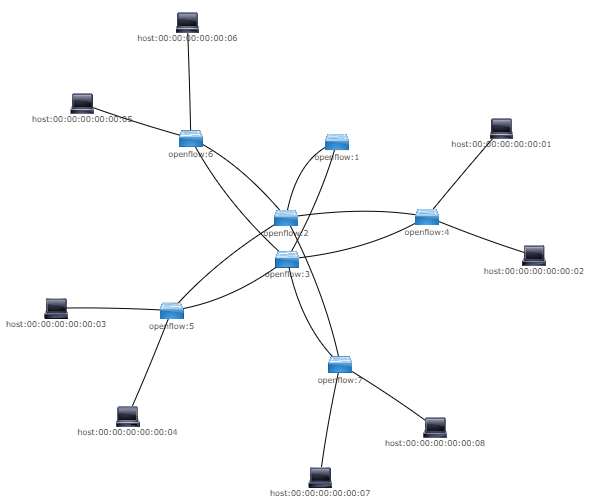 host:00:00:00:00:00:06
host:00:00:00:00:00:05
openflow:6
openflow:1
host:00:00:00:00:00:01
openflow:2
openflow:4
openflow:3
host:00:00:00:00:00:02
host:00:00:00:00:00:03
openflow:5
openflow:7
host:00:00:00:00:00:04
host:00:00:00:00:00:08
host:00:00:00:00:00:07